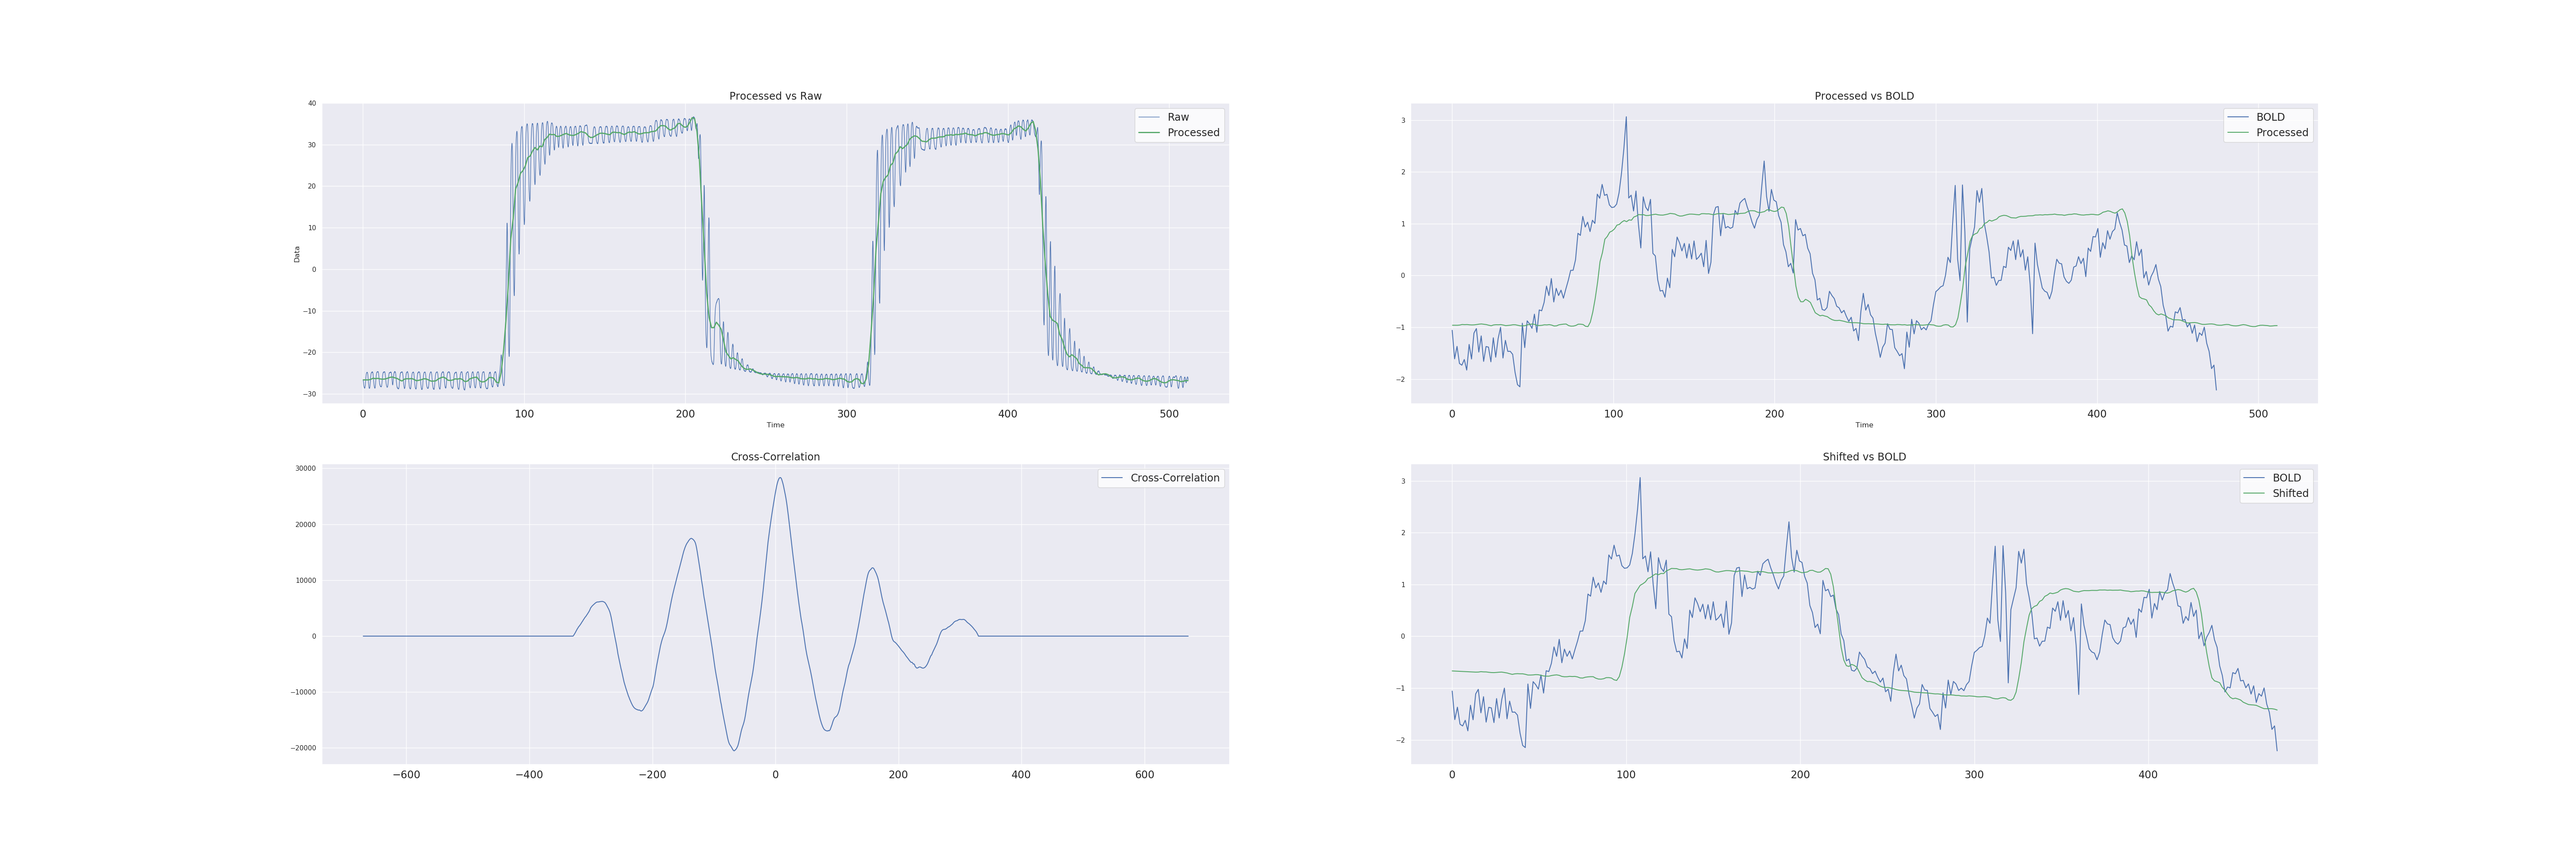 Processed vs Raw
40
30
20
10
0
−10
−20
−30
Data
0 100 200 300 400 500
Time
Raw
Processed
Processed vs BOLD
3
2
1
0
−1
−2
0 100 200 300 400 500
Time
BOLD
Processed
Cross-Correlation
30000
20000
10000
0
−10000
−20000
−600 −400 −200 0 200 400 600
Cross-Correlation
Shifted vs BOLD
3
2
1
0
−1
−2
0 100 200 300 400
BOLD
Shifted